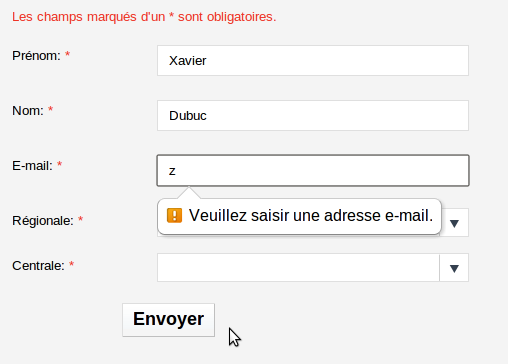 Les champs marqués d'un * sont obligatoires.
Prénom: * Xavier
Nom: * Dubuc
E-mail: * z
Veuillez saisir une adresse e-mail.
Régionale: *
Centrale: *
Envoyer